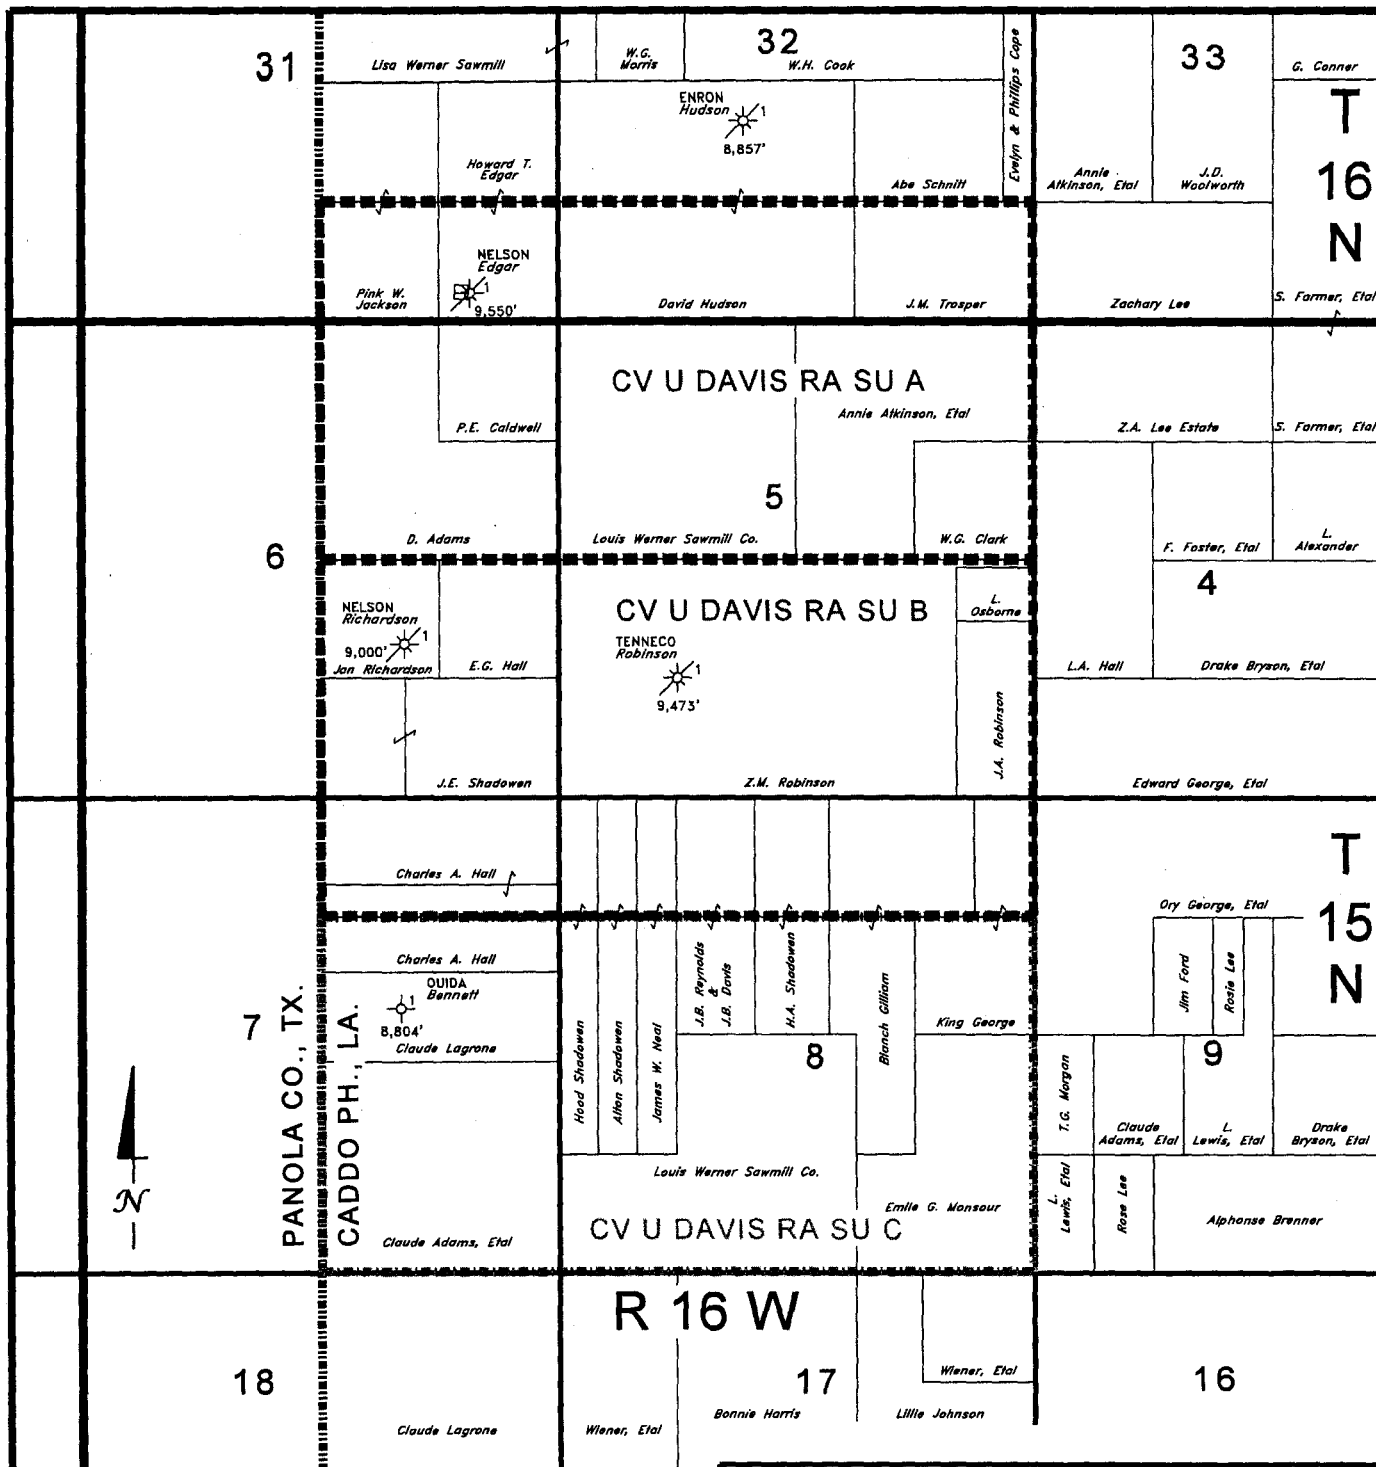 31
Lisa Werner Sawmill
W.G.
Morris
32
W.H. Cook
Evelyn & Phillips Cope
33
G. Conner
T
16
N
ENRON
Hudson
1
8,857'
Howard T.
Edgar
Abe Schnitt
Annie
Atkinson, Etal
J.D.
Woolworth
NELSON
Edgar
1
9,550'
Pink W.
Jackson
David Hudson
J.M. Trosper
Zachary Lee
S. Farmer, Etal
CV U DAVIS RA SU A
Annie Atkinson, Etal
P.E. Caldwell
Z.A. Lee Estate
S. Farmer, Etal
5
6
D. Adams
Louis Werner Sawmill Co.
W.G. Clark
F. Foster, Etal
L.
Alexander
4
NELSON
Richardson
1
9,000'
Jan Richardson
E.G. Hall
CV U DAVIS RA SU B
TENNECO
Robinson
1
9,473'
L.
Osborne
L.A. Hall
Drake Bryson, Etal
J.A. Robinson
J.E. Shadowen
Z.M. Robinson
Edward George, Etal
T
15
N
Charles A. Hall
Ory George, Etal
Charles A. Hall
OUIDA
Bennett
1
8,804'
Claude Lagrone
7
PANOLA CO., TX.
CADDO PH., LA.
Hood Shadowen
Alton Shadowen
James W. Neal
J.B. Reynolds
&
J.B. Davis
H.A. Shadowen
Blanch Gilliam
King George
8
Jim Ford
Rosie Lee
9
T.G. Morgan
Claude
Adams, Etal
L.
Lewis, Etal
Drake
Bryson, Etal
N
Louis Werner Sawmill Co.
Emile G. Monsour
L.
Lewis, Etal
Rose Lee
Alphonse Brenner
Claude Adams, Etal
CV U DAVIS RA SU C
R 16 W
18
17
16
Wiener, Etal
Claude Lagrone
Wiener, Etal
Bonnie Harris
Lillie Johnson